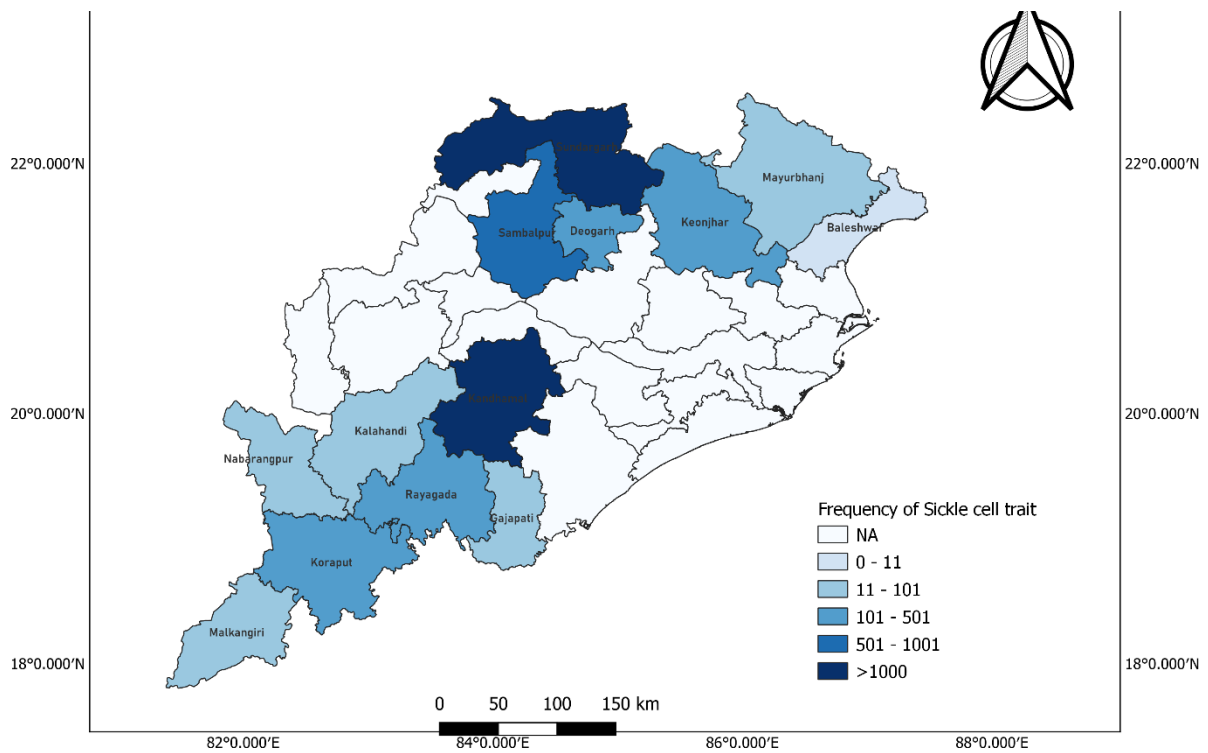 22°0.000′N
22°0.000′N
Mayurbhanj
Sambalpur
Deogarh
Keonjhar
Baleshwar
20°0.000′N
20°0.000′N
Kalahandi
Nabarangpur
Rayagada
Gajapati
Koraput
Malkangiri
Frequency of Sickle cell trait
NA
0 - 11
11 - 101
101 - 501
501 - 1001
>1000
18°0.000′N
18°0.000′N
0 50 100 150 km
82°0.000′E
84°0.000′E
86°0.000′E
88°0.000′E